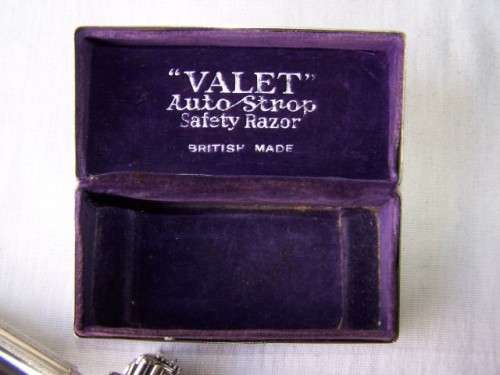 "VALET"
Auto Strop
Safety Razor
BRITISH MADE